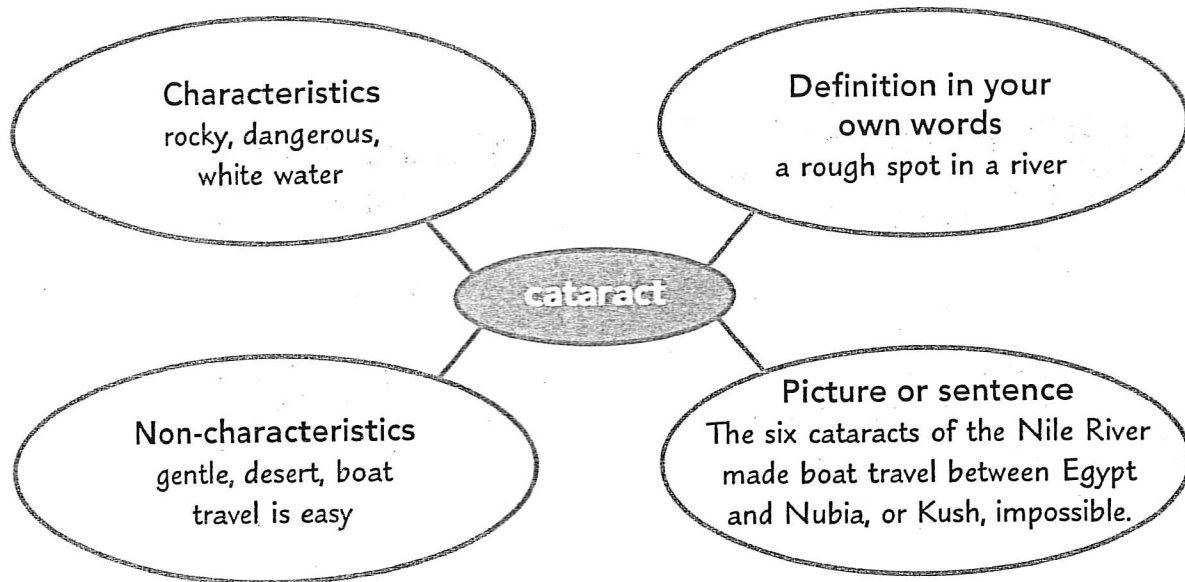 Characteristics
rocky, dangerous,
white water
Definition in your
own words
a rough spot in a river
cataract
Non-characteristics
gentle, desert, boat
travel is easy
Picture or sentence
The six cataracts of the Nile River
made boat travel between Egypt
and Nubia, or Kush, impossible.